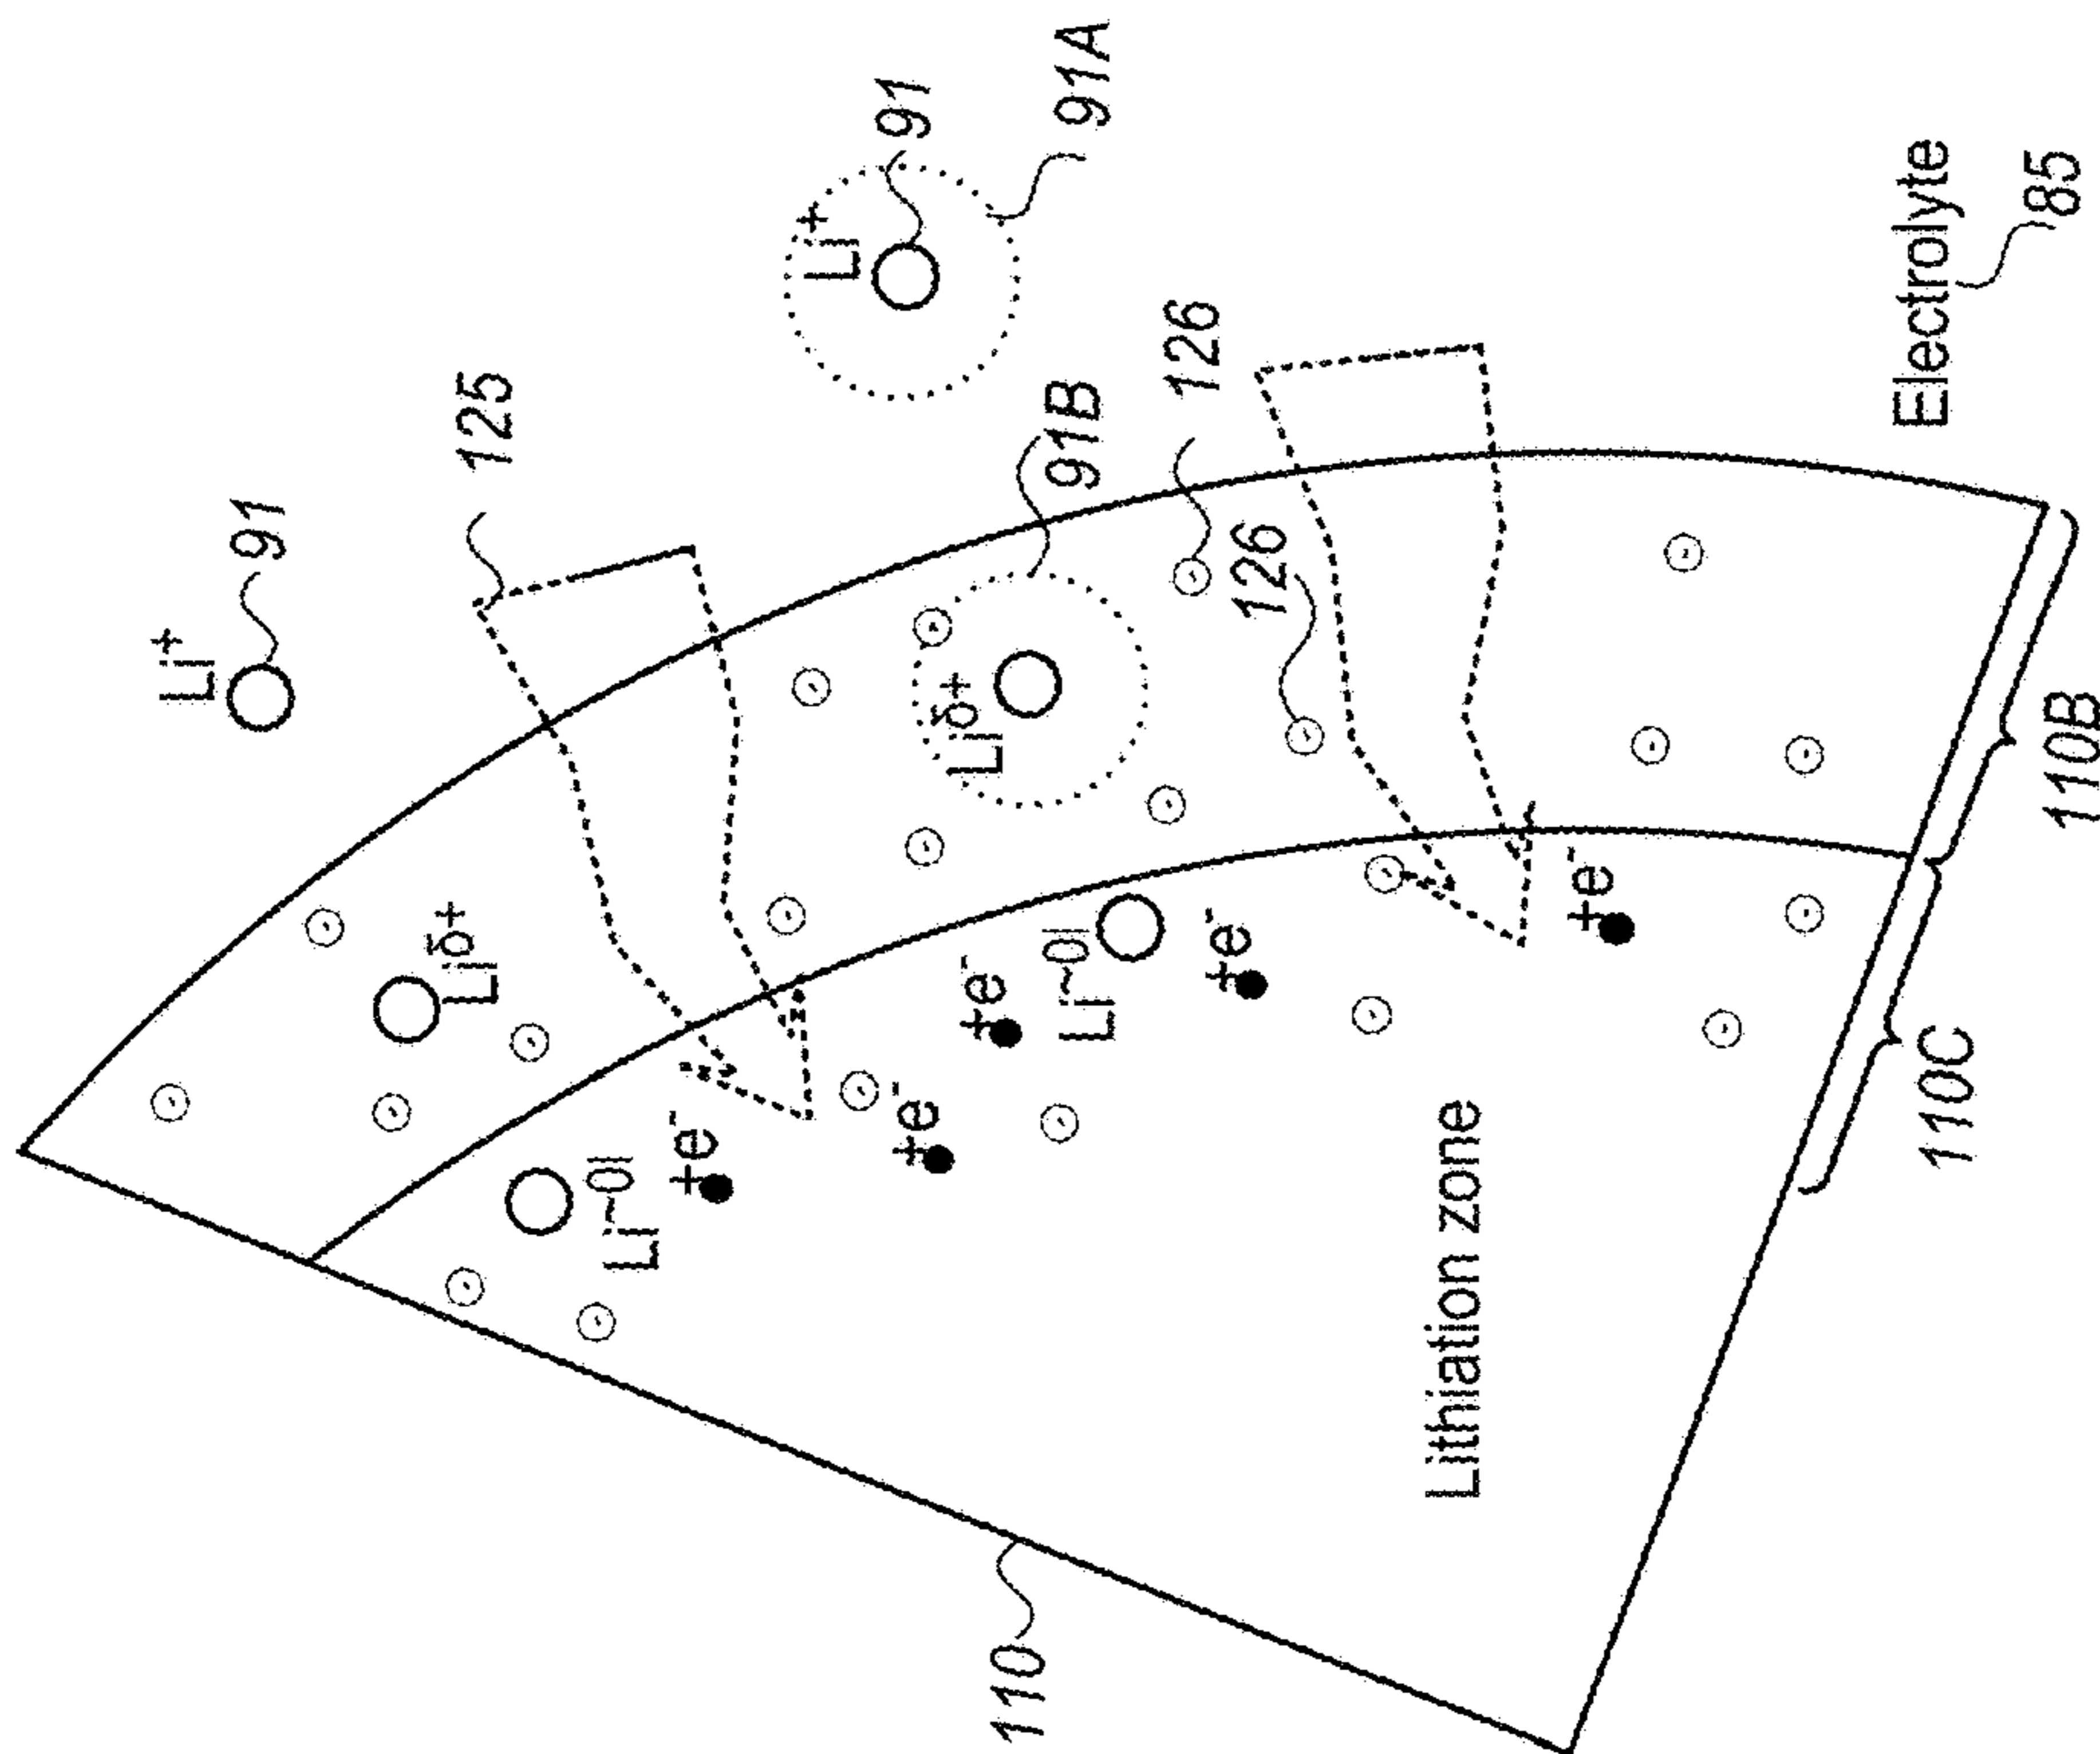 Li⁺
91
125
Liδ+
Li~0|
+e⁻
Li⁺
91
+e⁻
Liδ+
+e⁻
110
Li~0|
91B
91A
126
+e⁻
126
Lithiation zone
+e⁻
Electrolyte
110C
85
110B